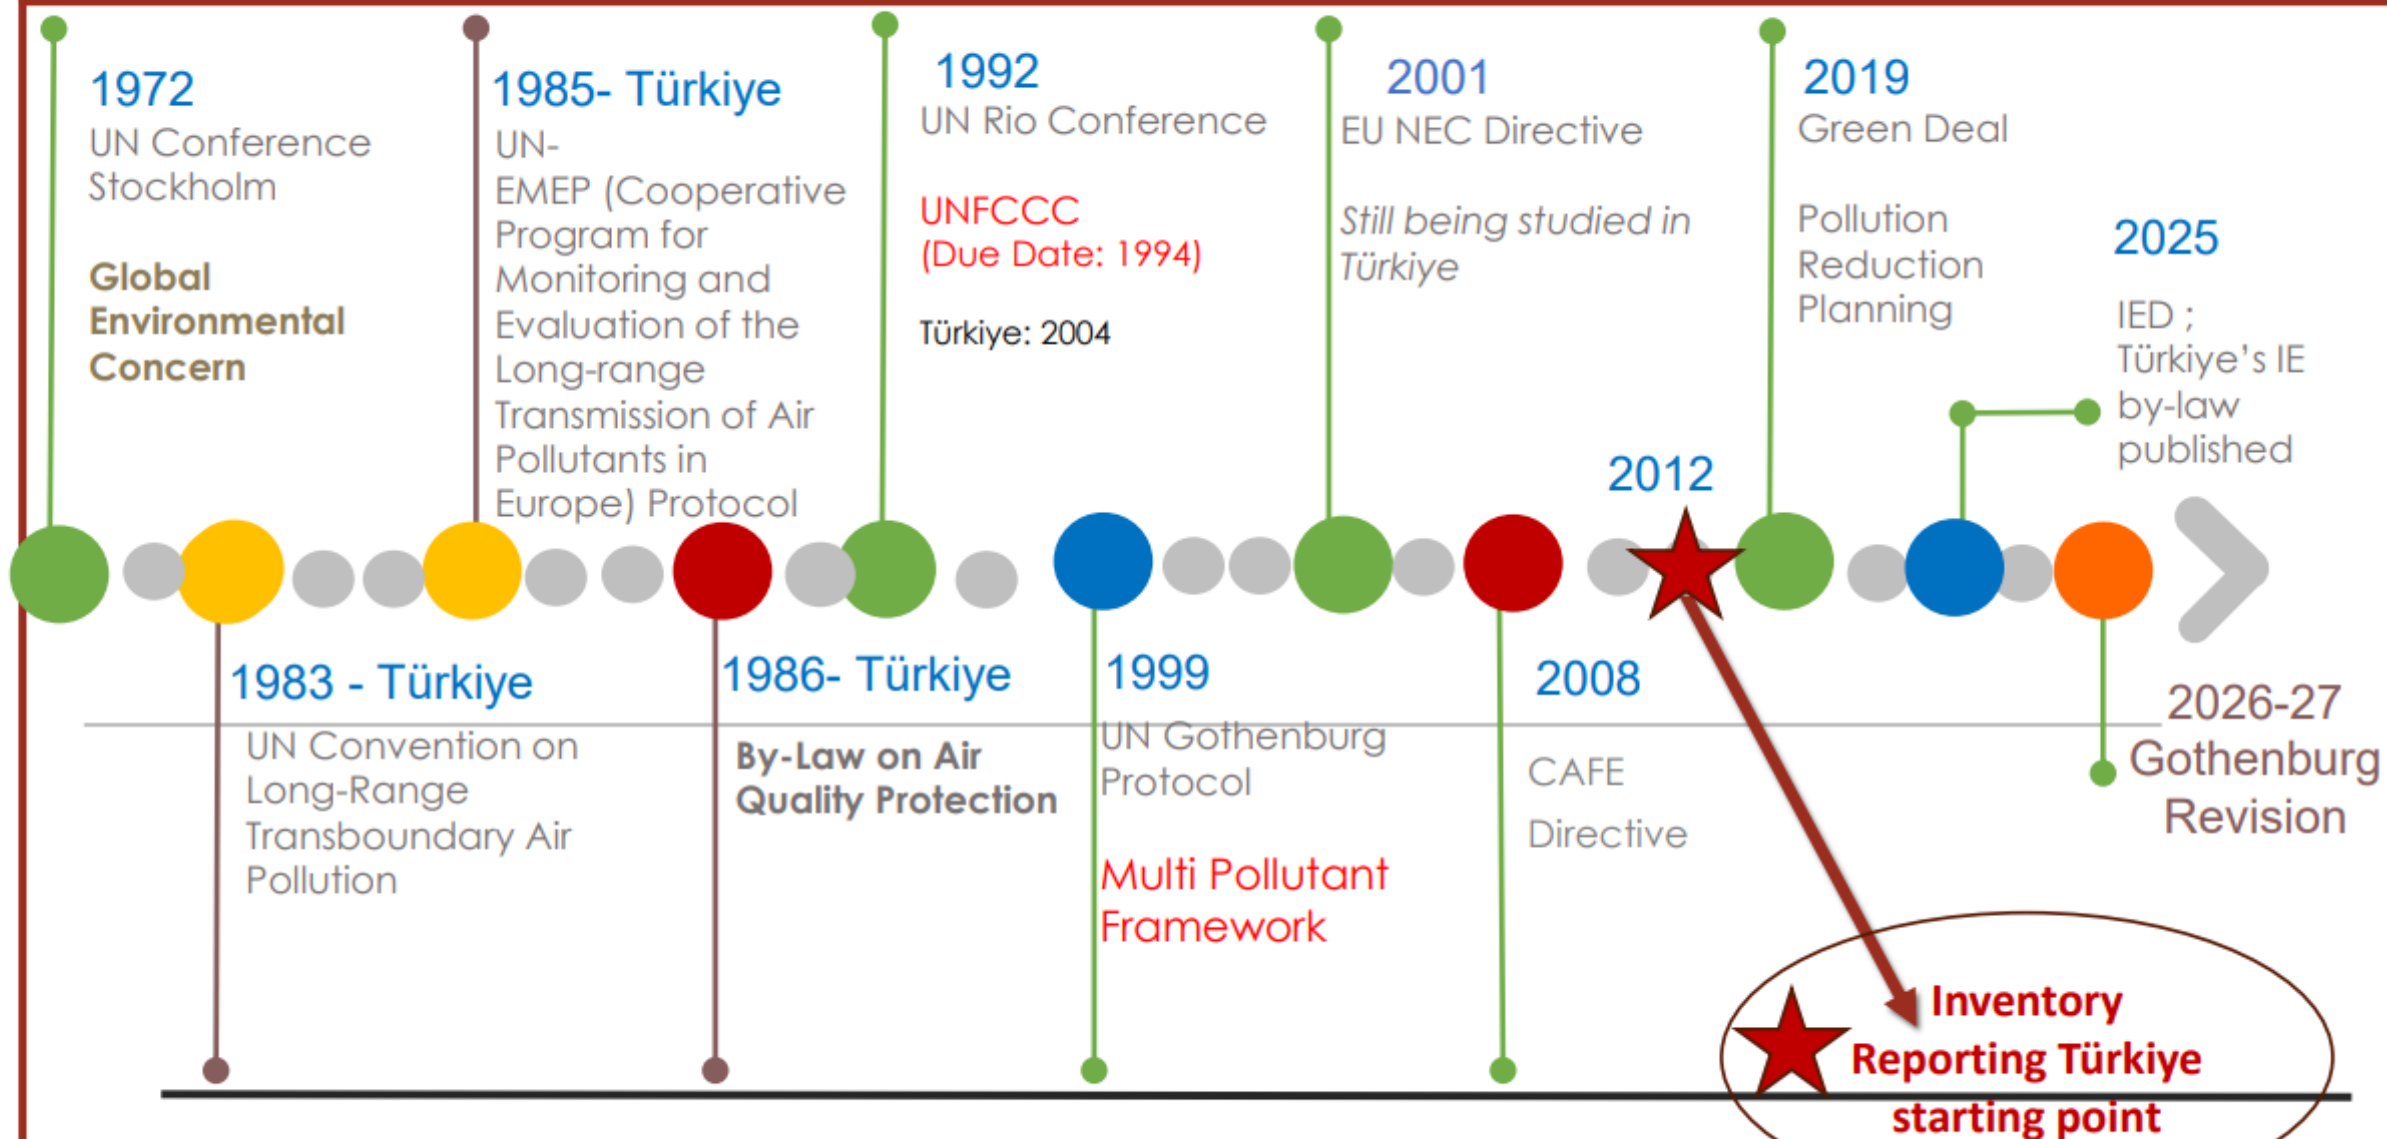 1972
UN Conference
Stockholm
Global
Environmental
Concern
1985- Türkiye
UN-
EMEP (Cooperative
Program for
Monitoring and
Evaluation of the
Long-range
Transmission of Air
Pollutants in
Europe) Protocol
1992
UN Rio Conference
UNFCCC
(Due Date: 1994)
Türkiye: 2004
2001
EU NEC Directive
Still being studied in
Türkiye
2019
Green Deal
Pollution
Reduction
Planning
2025
IED ;
Türkiye’s IE
by-law
published
2012
1983 - Türkiye
UN Convention on
Long-Range
Transboundary Air
Pollution
1986- Türkiye
By-Law on Air
Quality Protection
1999
UN Gothenburg
Protocol
Multi Pollutant
Framework
2008
CAFE
Directive
2026-27
Gothenburg
Revision
Inventory
Reporting Türkiye
starting point